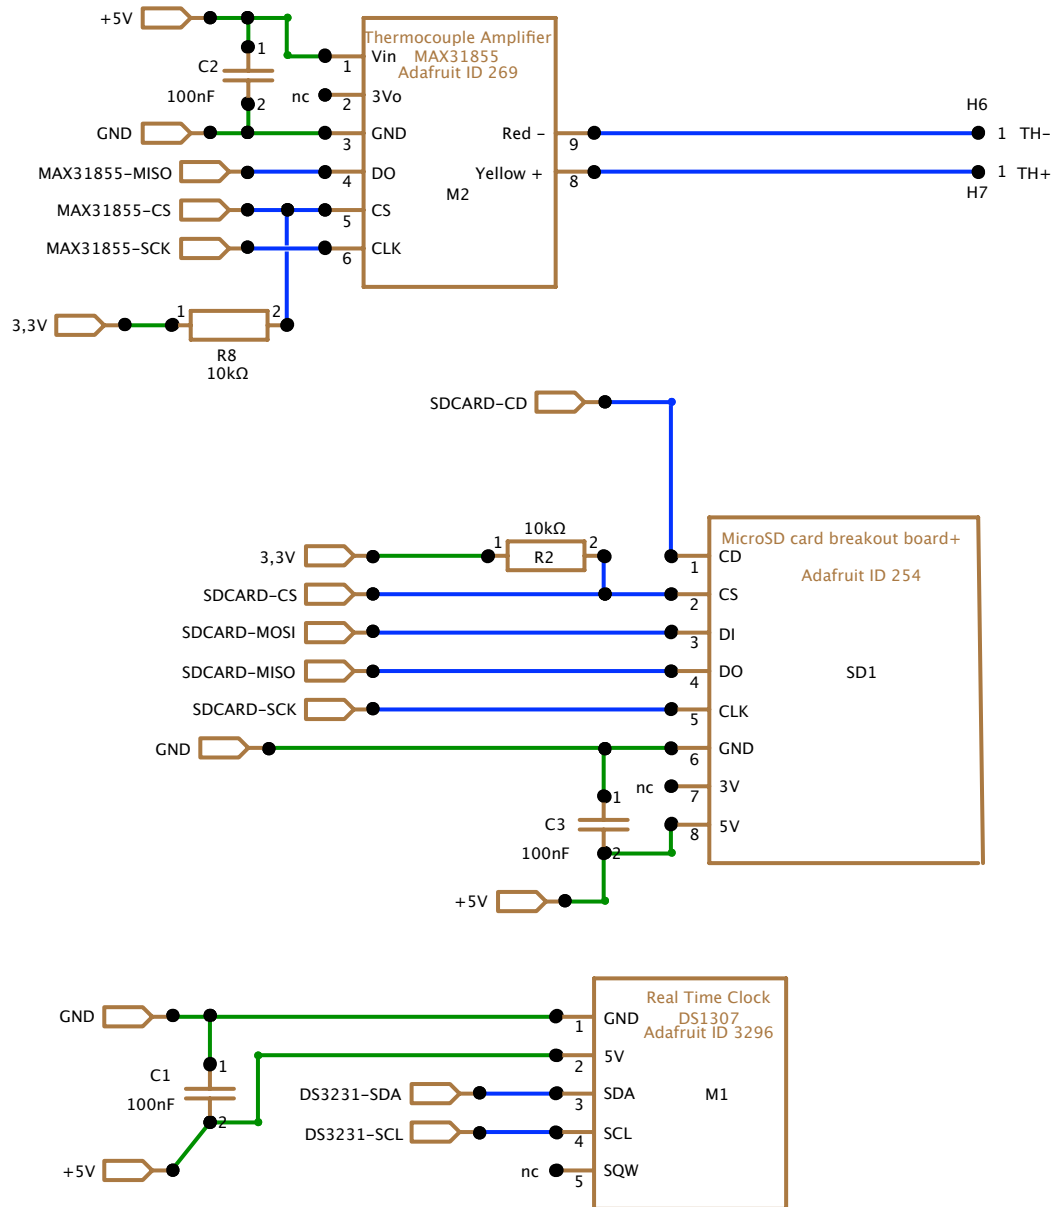 +5V
1
C2
100nF
2
GND
Thermocouple Amplifier
MAX31855
Adafruit ID 269
Vin
1
nc
3Vo
2
GND
3
MAX31855-MISO
DO
4
MAX31855-CS
CS
5
MAX31855-SCK
CLK
6
M2
Red -
9
Yellow +
8
H6
1 TH-
1 TH+
H7
3,3V
1
2
R8
10kΩ
SDCARD-CD
10kΩ
1
R2
2
3,3V
SDCARD-CS
SDCARD-MOSI
SDCARD-MISO
SDCARD-SCK
GND
MicroSD card breakout board+
Adafruit ID 254
CD
1
CS
2
DI
3
DO
4
SD1
CLK
5
GND
6
nc
3V
7
5V
8
1
C3
100nF
2
+5V
GND
Real Time Clock
DS1307
Adafruit ID 3296
GND
1
5V
2
1
C1
100nF
2
+5V
DS3231-SDA
SDA
3
M1
DS3231-SCL
SCL
4
nc
SQW
5